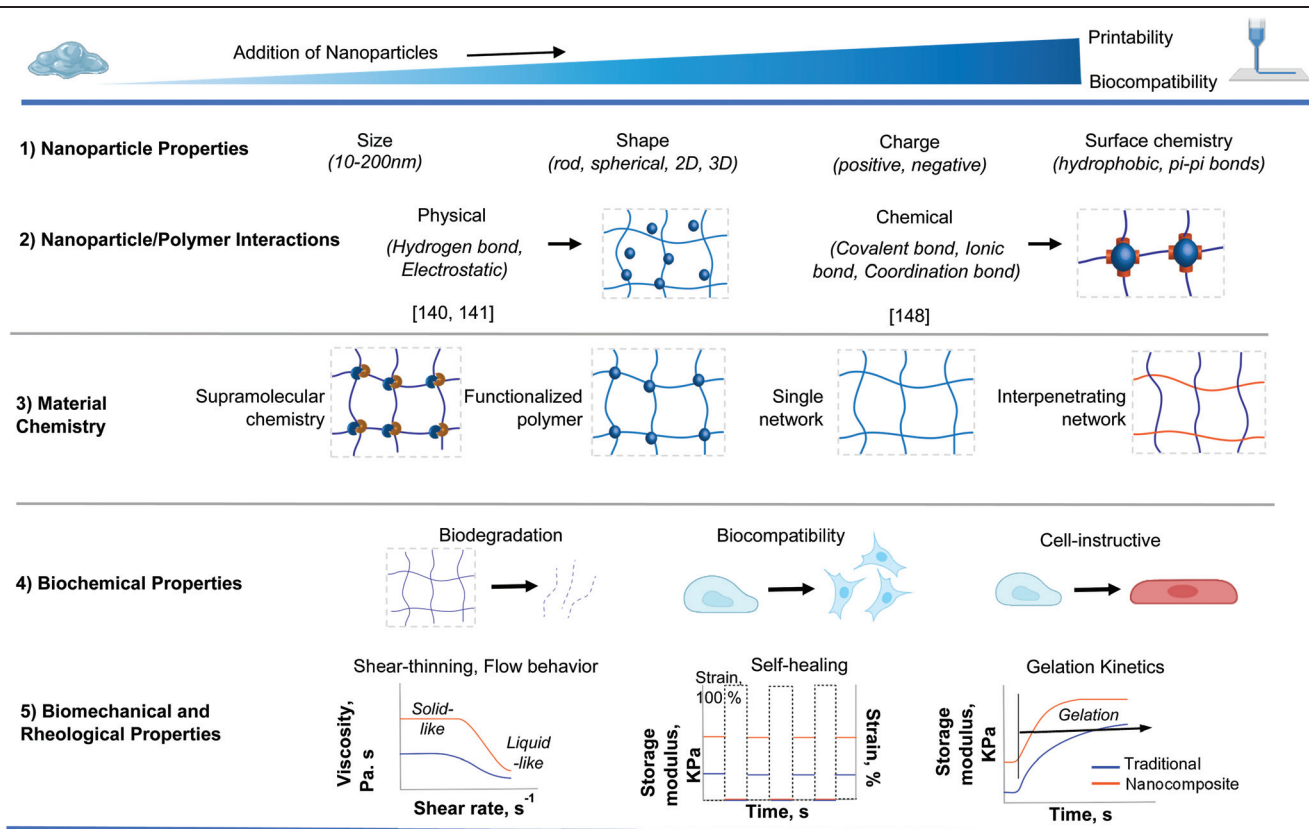 Addition of Nanoparticles
Printability
Biocompatibility
1) Nanoparticle Properties
Size
(10-200nm)
Shape
(rod, spherical, 2D, 3D)
Charge
(positive, negative)
Surface chemistry
(hydrophobic, pi-pi bonds)
2) Nanoparticle/Polymer Interactions
Physical
(Hydrogen bond,
Electrostatic)
[140, 141]
Chemical
(Covalent bond, Ionic
bond, Coordination bond)
[148]
3) Material
Chemistry
Supramolecular
chemistry
Functionalized
polymer
Single
network
Interpenetrating
network
4) Biochemical Properties
Biodegradation
Biocompatibility
Cell-instructive
5) Biomechanical and
Rheological Properties
Shear-thinning, Flow behavior
Viscosity,
Pa. s
Solid-
like
Liquid
-like
Shear rate, s-1
Self-healing
Strain,
100 %
Storage
modulus,
KPa
Strain, %
Time, s
Gelation Kinetics
Storage
modulus,
KPa
Gelation
Traditional
Nanocomposite
Time, s